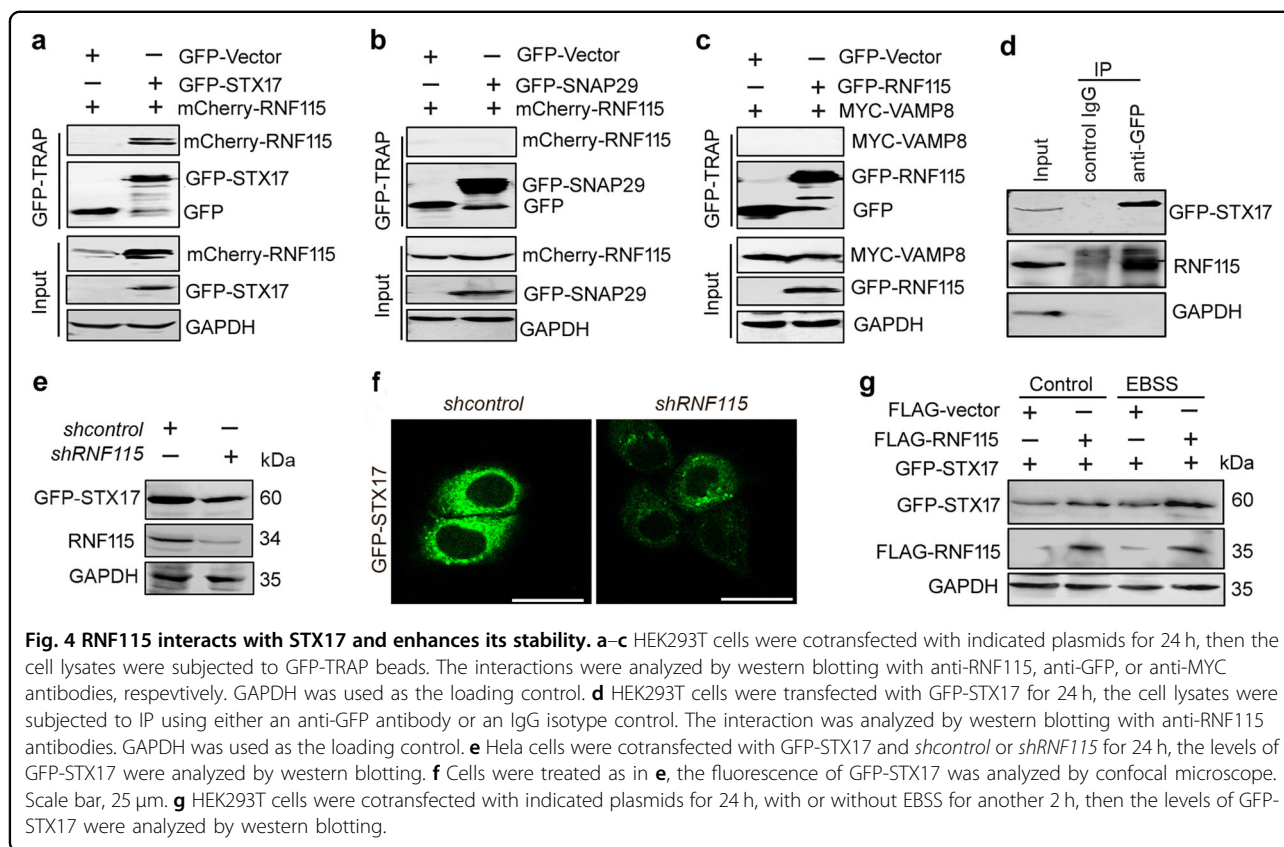 a
+ − GFP-Vector
− + GFP-STX17
+ + mCherry-RNF115
GFP-TRAP
mCherry-RNF115
GFP-STX17
GFP
Input
mCherry-RNF115
GFP-STX17
GAPDH
b
+ − GFP-Vector
− + GFP-SNAP29
+ + mCherry-RNF115
GFP-TRAP
mCherry-RNF115
GFP-SNAP29
GFP
Input
mCherry-RNF115
GFP-SNAP29
GAPDH
c
+ − GFP-Vector
− + GFP-RNF115
+ + MYC-VAMP8
GFP-TRAP
MYC-VAMP8
GFP-RNF115
GFP
Input
MYC-VAMP8
GFP-RNF115
GAPDH
d
IP
Input control IgG anti-GFP
GFP-STX17
RNF115
GAPDH
e
shcontrol + −
shRNF115 − + kDa
GFP-STX17 60
RNF115 34
GAPDH 35
f
shcontrol shRNF115
GFP-STX17
g
Control EBSS
FLAG-vector + − + −
FLAG-RNF115 − + − +
GFP-STX17 + + + + kDa
GFP-STX17 60
FLAG-RNF115 35
GAPDH 35
Fig. 4 RNF115 interacts with STX17 and enhances its stability. a–c HEK293T cells were cotransfected with indicated plasmids for 24 h, then the
cell lysates were subjected to GFP-TRAP beads. The interactions were analyzed by western blotting with anti-RNF115, anti-GFP, or anti-MYC
antibodies, respevtively. GAPDH was used as the loading control. d HEK293T cells were transfected with GFP-STX17 for 24 h, the cell lysates were
subjected to IP using either an anti-GFP antibody or an IgG isotype control. The interaction was analyzed by western blotting with anti-RNF115
antibodies. GAPDH was used as the loading control. e Hela cells were cotransfected with GFP-STX17 and shcontrol or shRNF115 for 24 h, the levels of
GFP-STX17 were analyzed by western blotting. f Cells were treated as in e, the fluorescence of GFP-STX17 was analyzed by confocal microscope.
Scale bar, 25 µm. g HEK293T cells were cotransfected with indicated plasmids for 24 h, with or without EBSS for another 2 h, then the levels of GFP-
STX17 were analyzed by western blotting.